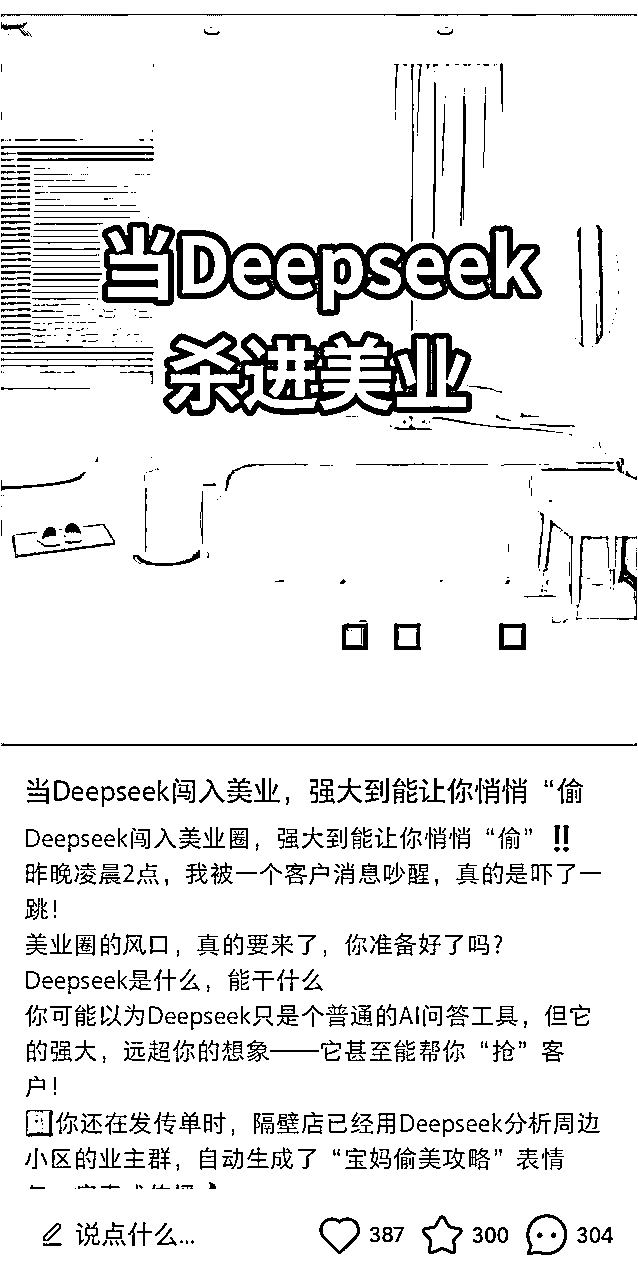 当Deepseek
杀进美业
当Deepseek闯入美业，强大到能让你悄悄“偷
Deepseek闯入美业圈，强大到能让你悄悄“偷”‼
昨晚凌晨2点，我被一个客户消息吵醒，真的是吓了一
跳！
美业圈的风口，真的要来了，你准备好了吗？
Deepseek是什么，能干什么
你可能以为Deepseek只是个普通的AI问答工具，但它
的强大，远超你的想象——它甚至能帮你“抢”客
户！
你还在发传单时，隔壁店已经用Deepseek分析周边
小区的业主群，自动生成了“宝妈偷美攻略”表情
说点什么... 387 300 304